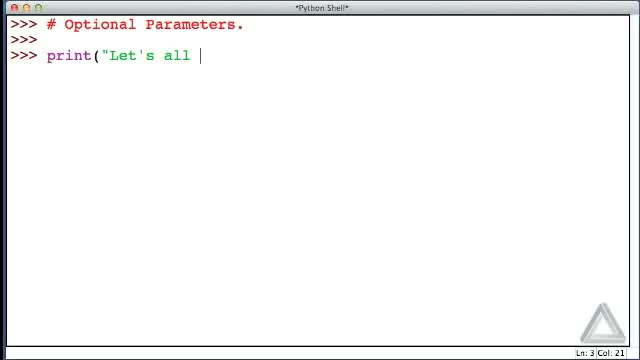 *Python Shell*
>>> # Optional Parameters.
>>>
>>> print("Let's all
Ln: 3 Col: 21